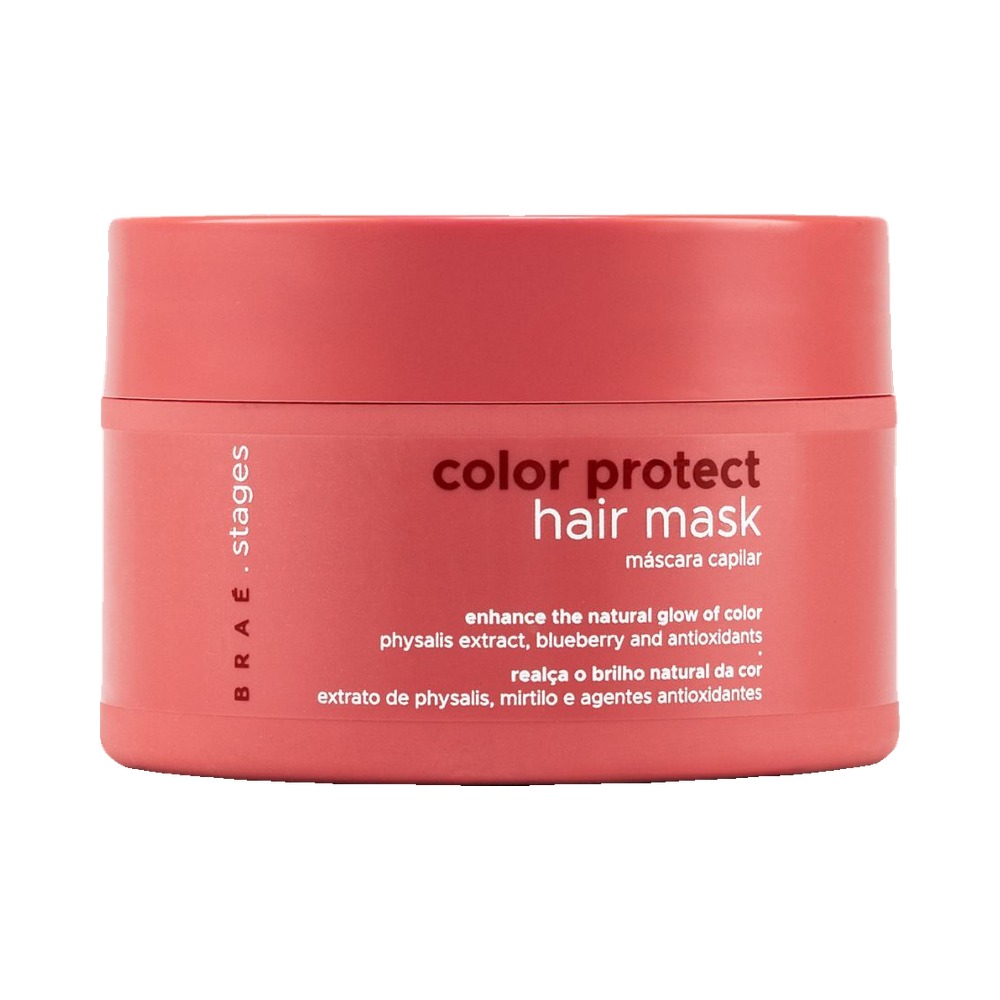 BRAÉ . stages
color protect
hair mask
máscara capilar
enhance the natural glow of color
physalis extract, blueberry and antioxidants
.
realça o brilho natural da cor
extrato de physalis, mirtilo e agentes antioxidantes